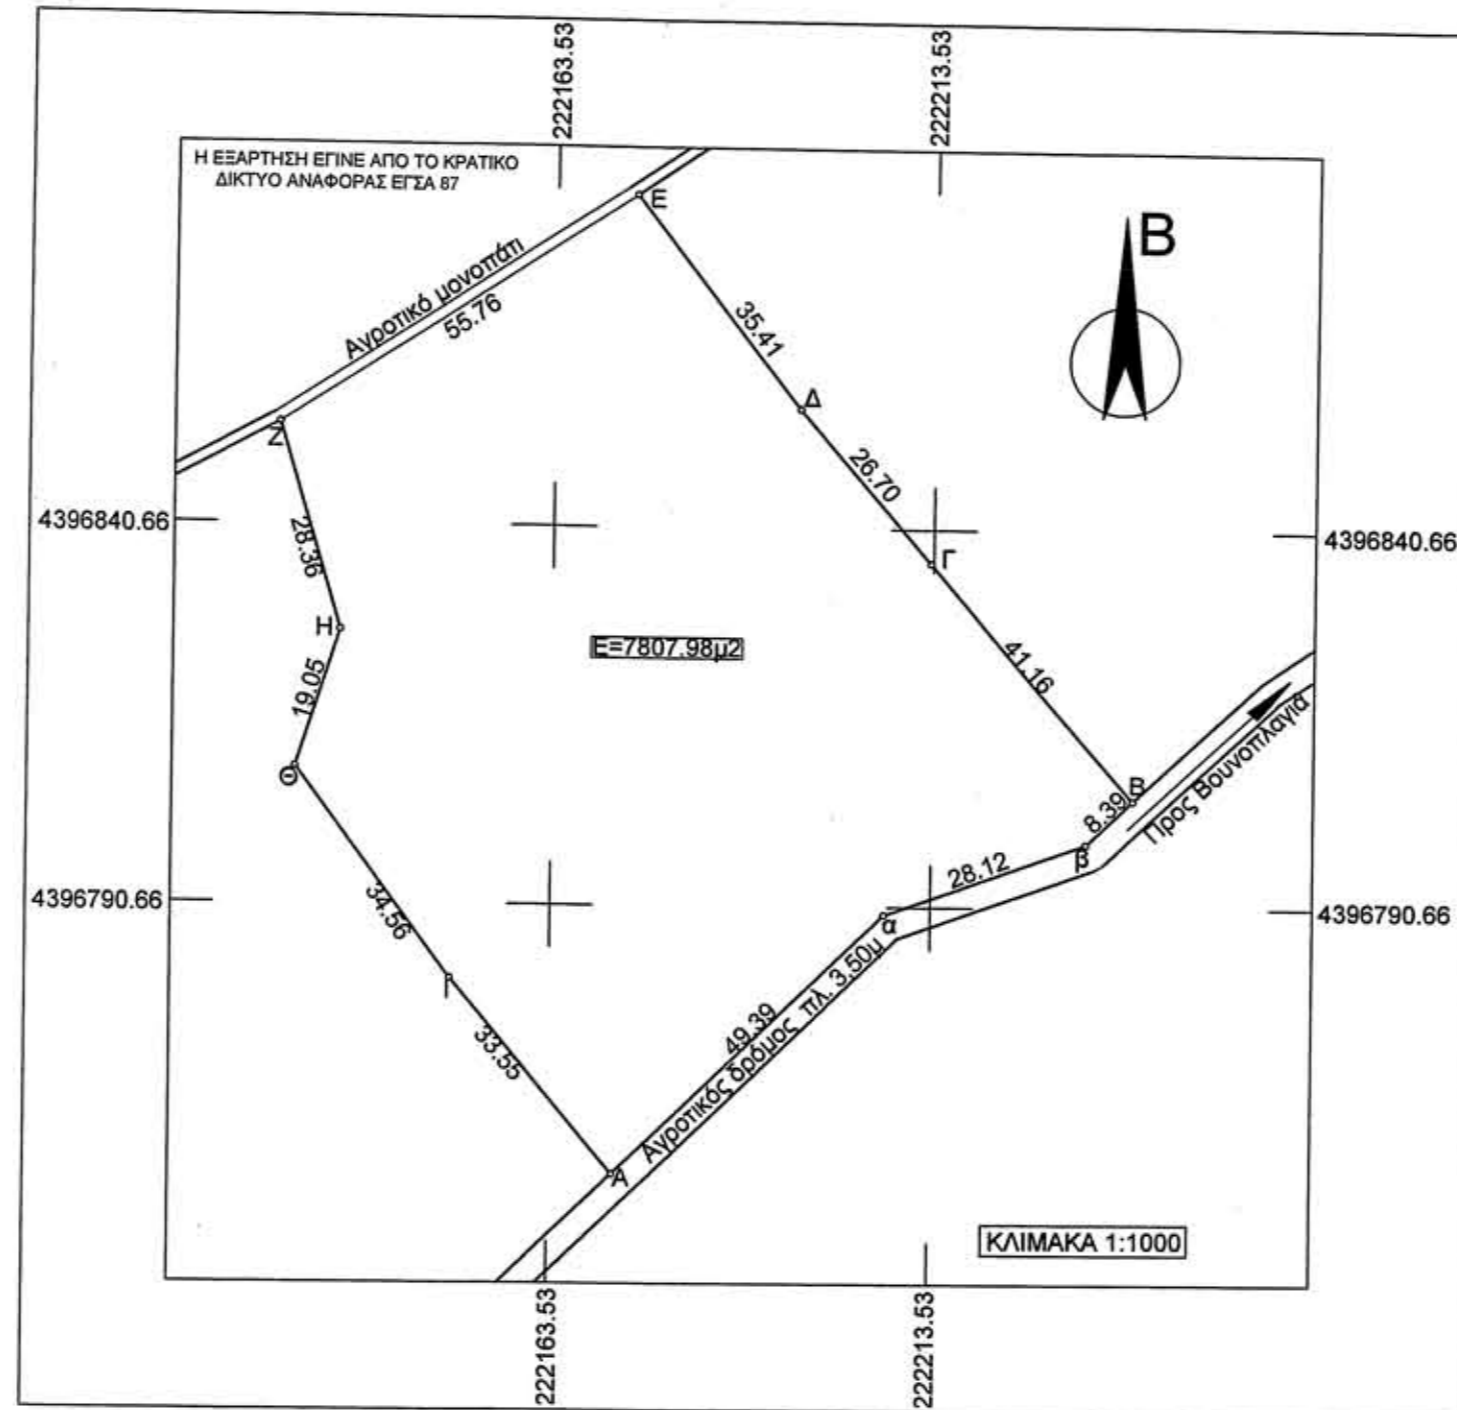 222163.53
222213.53
Η ΕΞΑΡΤΗΣΗ ΕΓΙΝΕ ΑΠΟ ΤΟ ΚΡΑΤΙΚΟ
ΔΙΚΤΥΟ ΑΝΑΦΟΡΑΣ ΕΓΣΑ 87
Ε
Β
Αγροτικό μονοπάτι
55.76
35.41
Δ
Ζ
26.70
4396840.66
4396840.66
28.36
Γ
Η
Ε=7807.98μ2
41.16
19.05
Προς Βουνοπλαγιά
Θ
Β
8.39
β
28.12
4396790.66
34.56
4396790.66
α
Ι
49.39
Αγροτικός δρόμος πλ. 3,50μ
33.55
Α
ΚΛΙΜΑΚΑ 1:1000
222163.53
222213.53